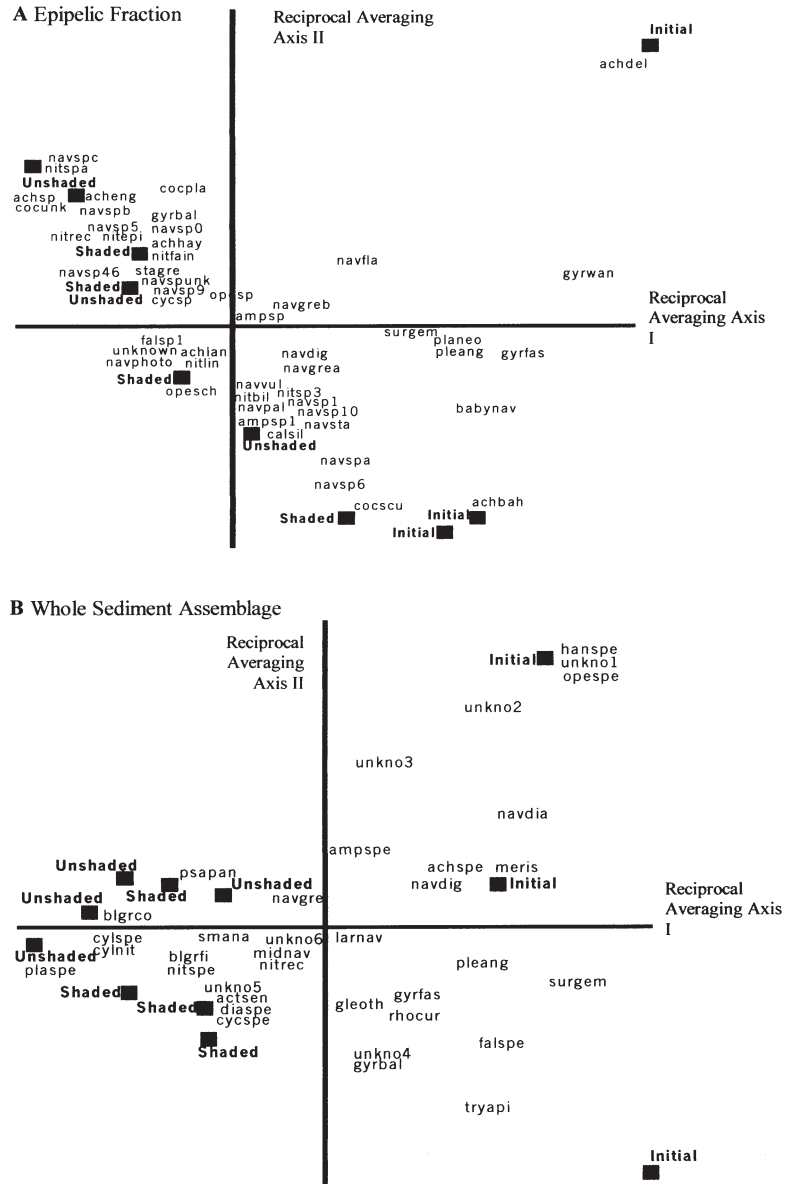 A Epipelic Fraction
Reciprocal Averaging
Axis II
Initial
achdel
navspc
nitspa
Unshaded
cocpla
achsp
acheng
cocunk
navspb
gyrbal
navsp5
navsp0
nitrec nitepi
achhay
Shaded
nitfain
navfla
navsp46
stagre
gyrwan
navspunk
Shaded
navsp9
Unshaded
cycsp
navgreb
ampsp
Reciprocal
Averaging Axis
I
surgem
falsp1
planeo
unknown
achian
navdig
pleang
gyrfas
navphoto
nitlin
navgrea
Shaded
opesch
navvul
nitbil
nitsp3
navsp1
navpal
navsp10
babynav
ampsp1
navsta
calsil
Unshaded
navspa
navsp6
cocscu
achbah
Shaded
Initial
Initial
B Whole Sediment Assemblage
Reciprocal
Averaging
Axis II
hanspe
Initial
unkno1
opespe
unkno2
unkno3
navdia
ampspe
Unshaded
psapan
achspe meris
Unshaded
navdig
Initial
Unshaded
Shaded
navgre
Reciprocal
Averaging Axis
I
blgrco
cylspe
smana
unkno6
larnav
cylnit
Unshaded
blgrfi
midnav
plaspe
nitspe
nitrec
pleang
surgem
unkno5
Shaded
actsen
gyrfas
Shaded
diaspe
gleoth
rhocur
cycspe
Shaded
unkno4
falspe
gyrbal
tryapi
Initial